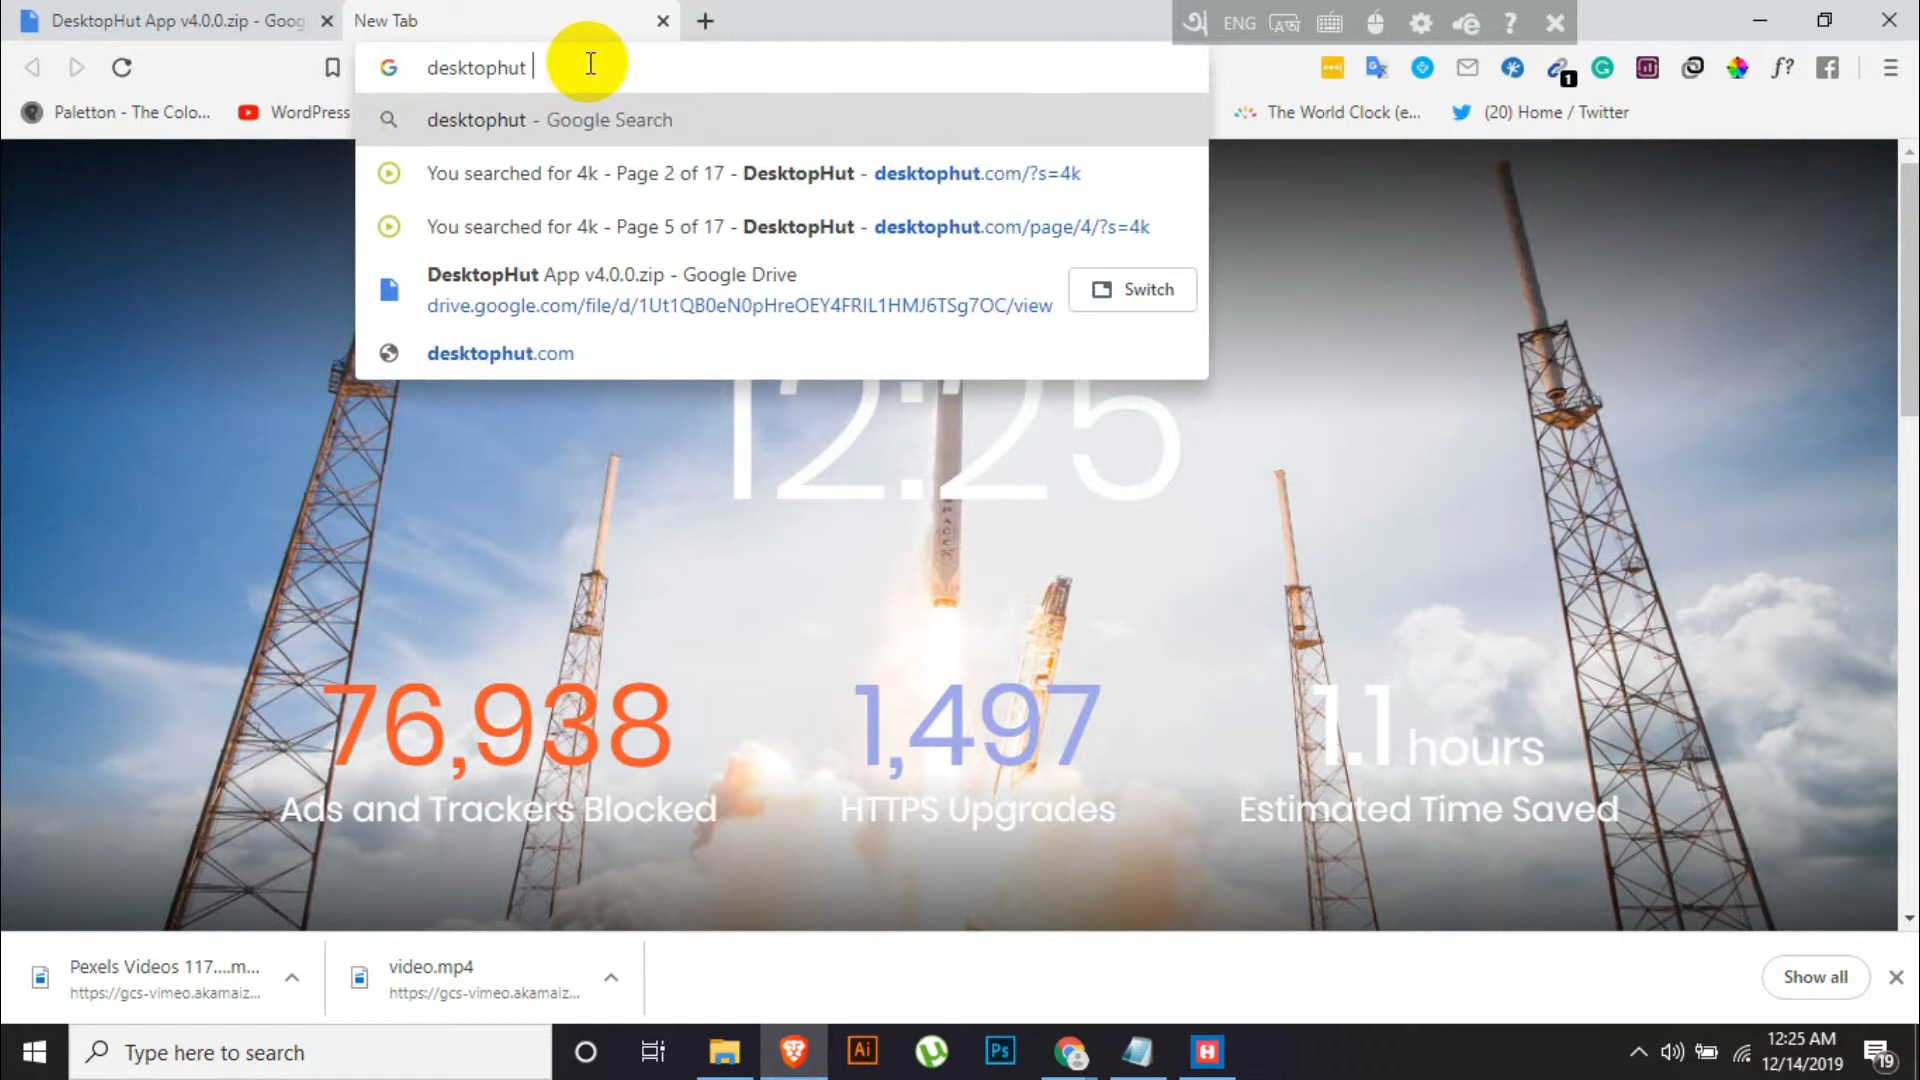 DesktopHut App v4.0.0.zip - Goog
New Tab
অ ENG
desktophut
1
f?
Paletton - The Colo...
WordPress
The World Clock (e...
(20) Home / Twitter
desktophut - Google Search
You searched for 4k - Page 2 of 17 - DesktopHut - desktophut.com/?s=4k
You searched for 4k - Page 5 of 17 - DesktopHut - desktophut.com/page/4/?s=4k
DesktopHut App v4.0.0.zip - Google Drive
drive.google.com/file/d/1Ut1QB0eN0pHreOEY4FRIL1HMJ6TSg7OC/view
Switch
desktophut.com
12:25
76,938
Ads and Trackers Blocked
1,497
HTTPS Upgrades
1.1 hours
Estimated Time Saved
Pexels Videos 117....m...
https://gcs-vimeo.akamaiz...
video.mp4
https://gcs-vimeo.akamaiz...
Show all
Type here to search
Ai
Ps
12:25 AM
12/14/2019
19